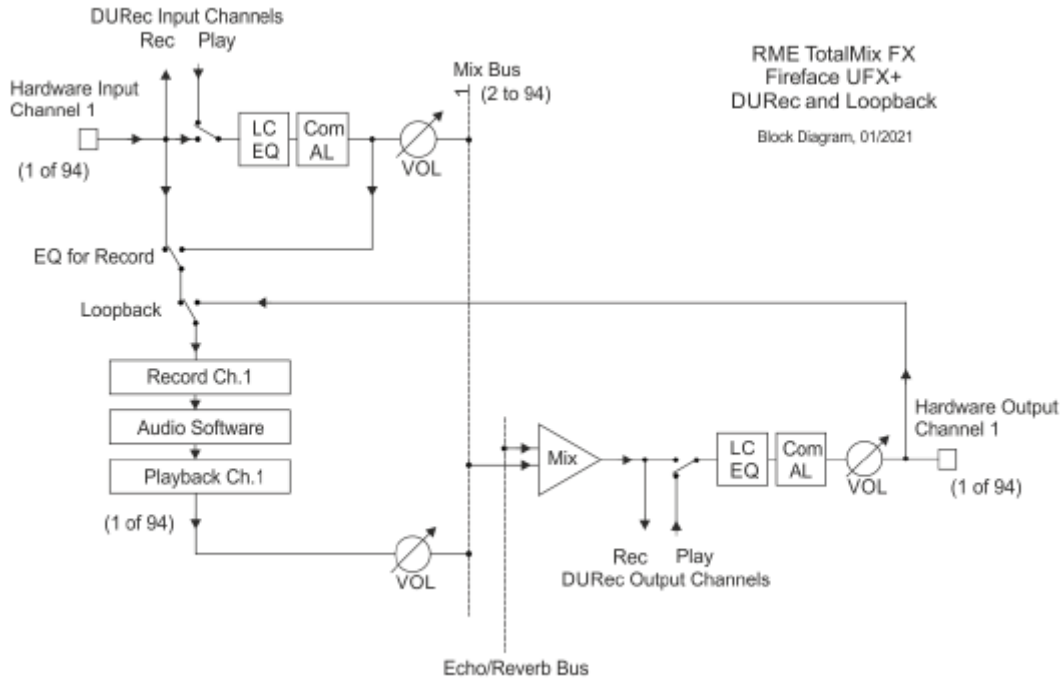 DURec Input Channels
Rec Play
Hardware Input
Channel 1
(1 of 94)
LC
EQ
Com
AL
VOL
Mix Bus
1
(2 to 94)
RME TotalMix FX
Fireface UFX+
DURec and Loopback
Block Diagram, 01/2021
EQ for Record
Loopback
Record Ch.1
Audio Software
Playback Ch.1
(1 of 94)
VOL
Mix
Rec Play
DURec Output Channels
LC
EQ
Com
AL
VOL
Hardware Output
Channel 1
(1 of 94)
Echo/Reverb Bus